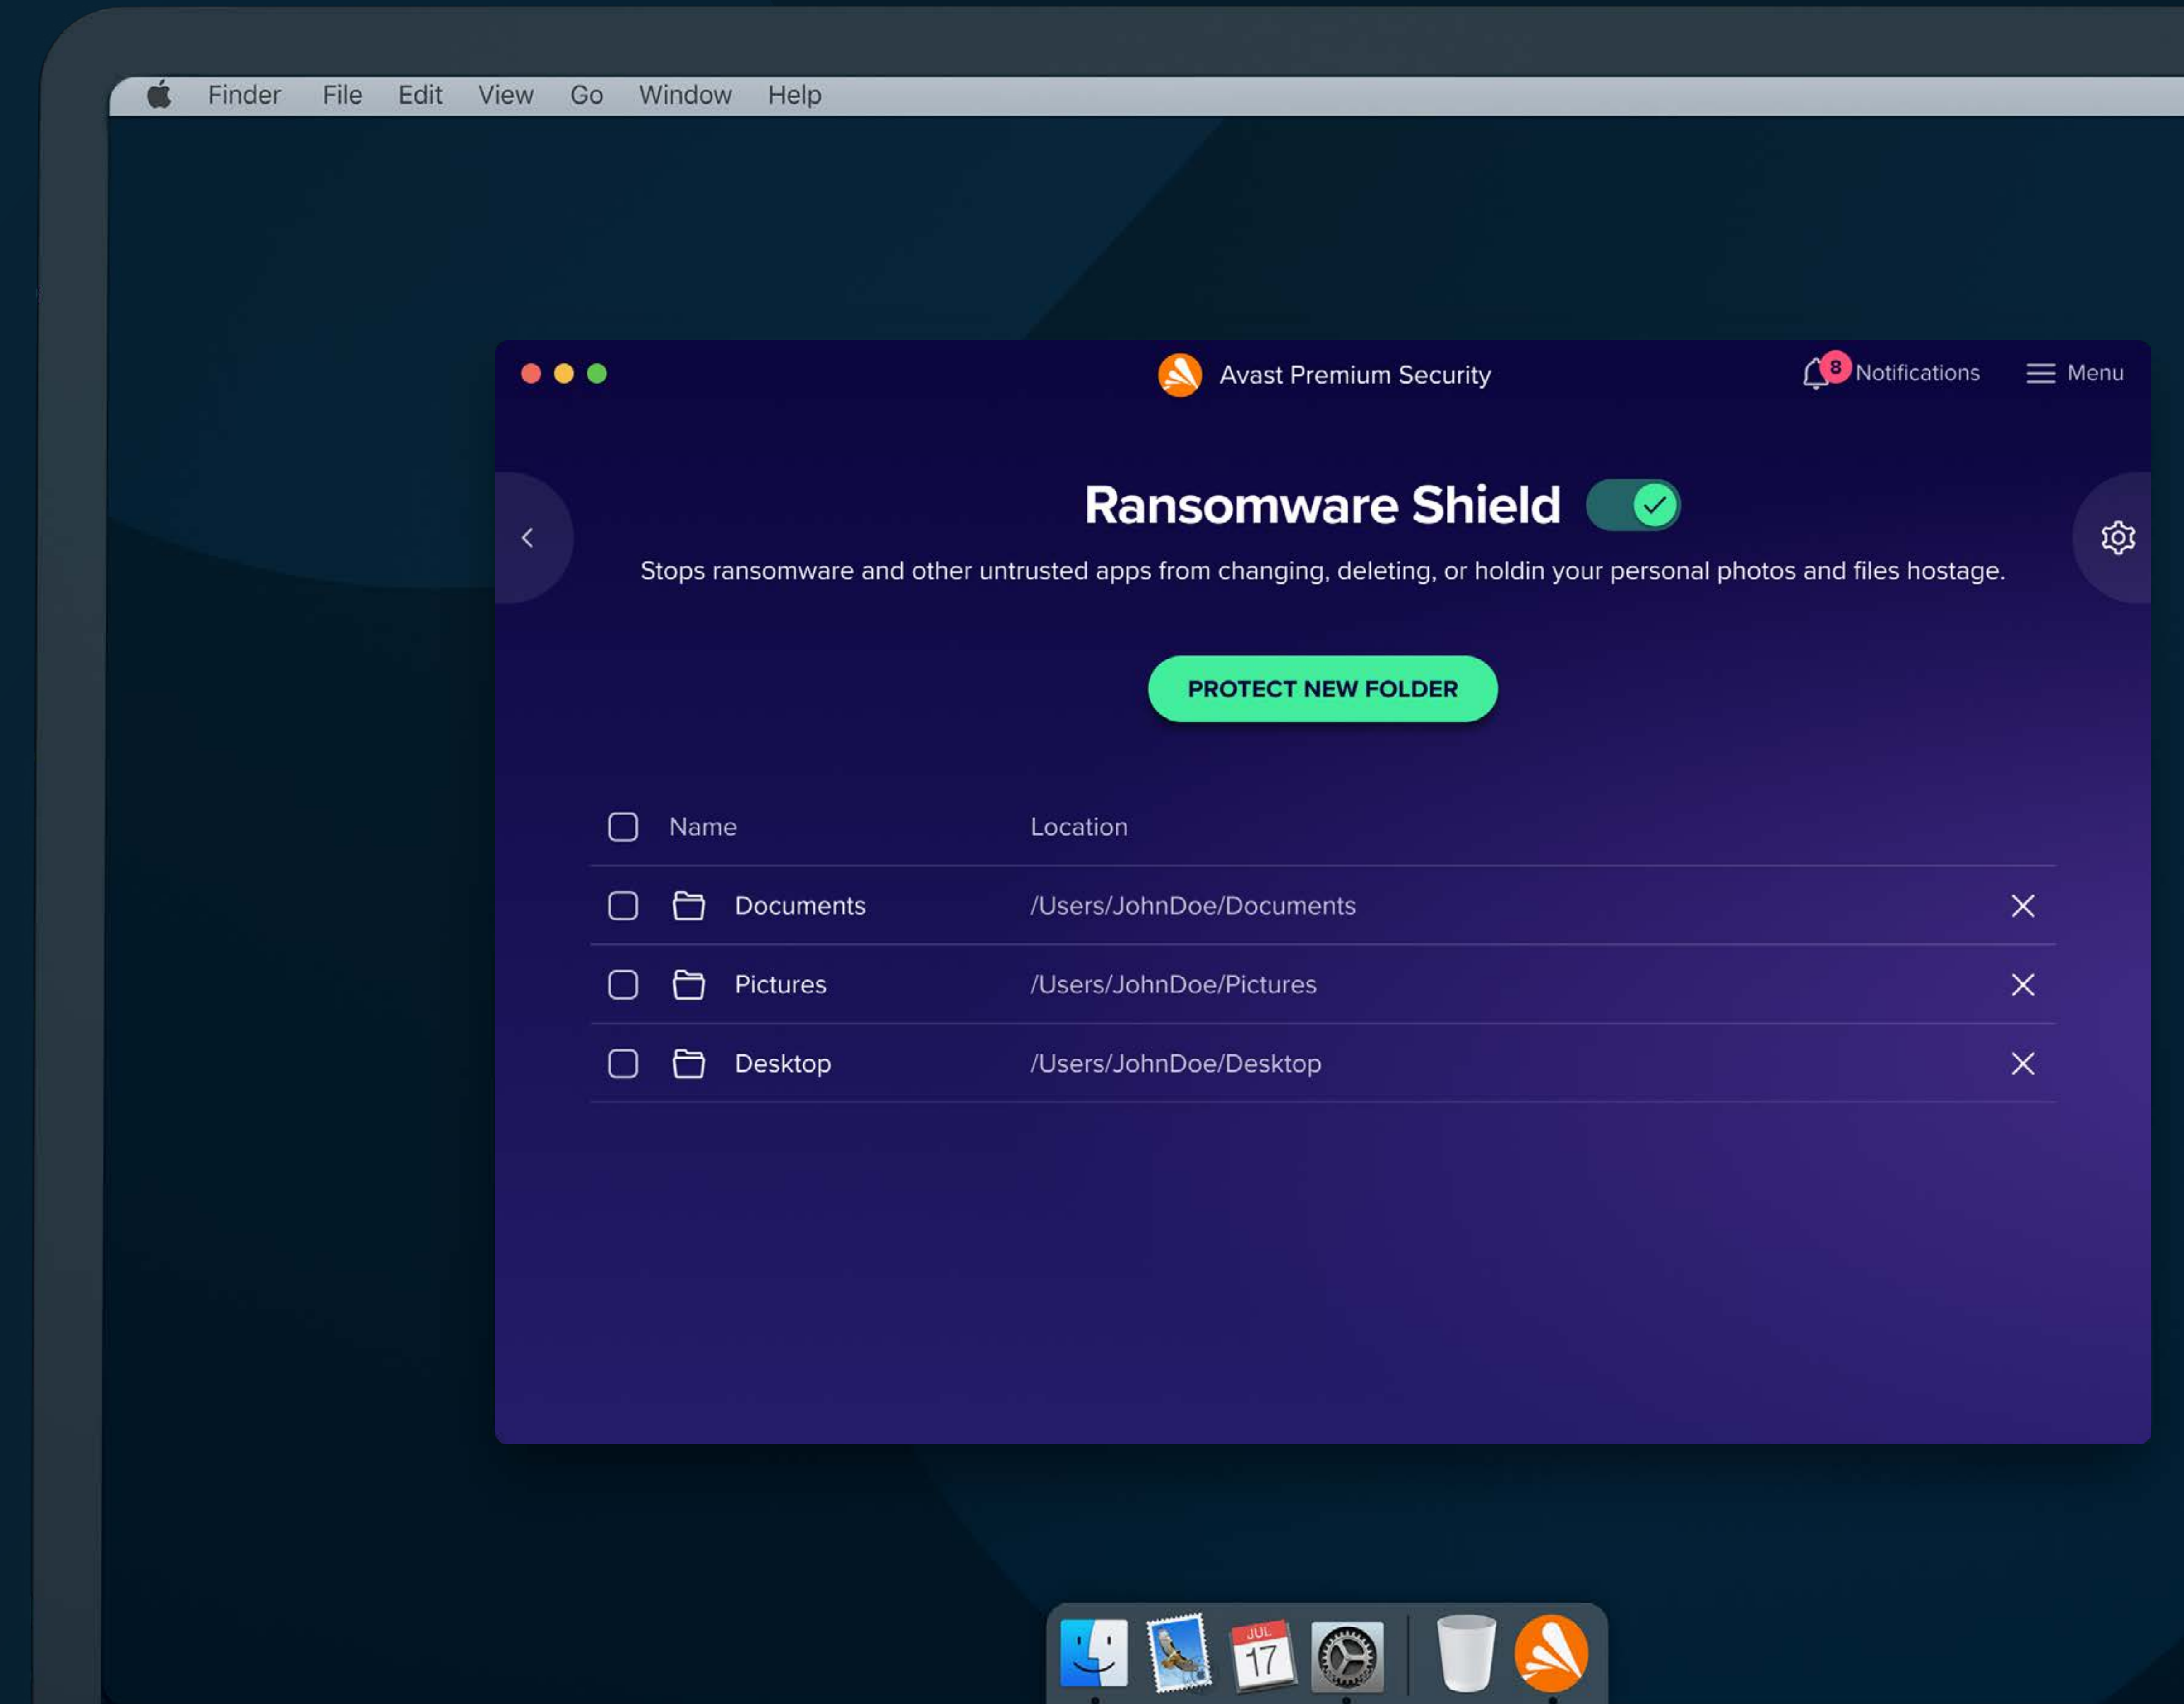 Finder File Edit View Go Window Help
Avast Premium Security
8 Notifications Menu
Ransomware Shield
Stops ransomware and other untrusted apps from changing, deleting, or holdin your personal photos and files hostage.
PROTECT NEW FOLDER
Name Location
Documents /Users/JohnDoe/Documents
Pictures /Users/JohnDoe/Pictures
Desktop /Users/JohnDoe/Desktop
JUL
17